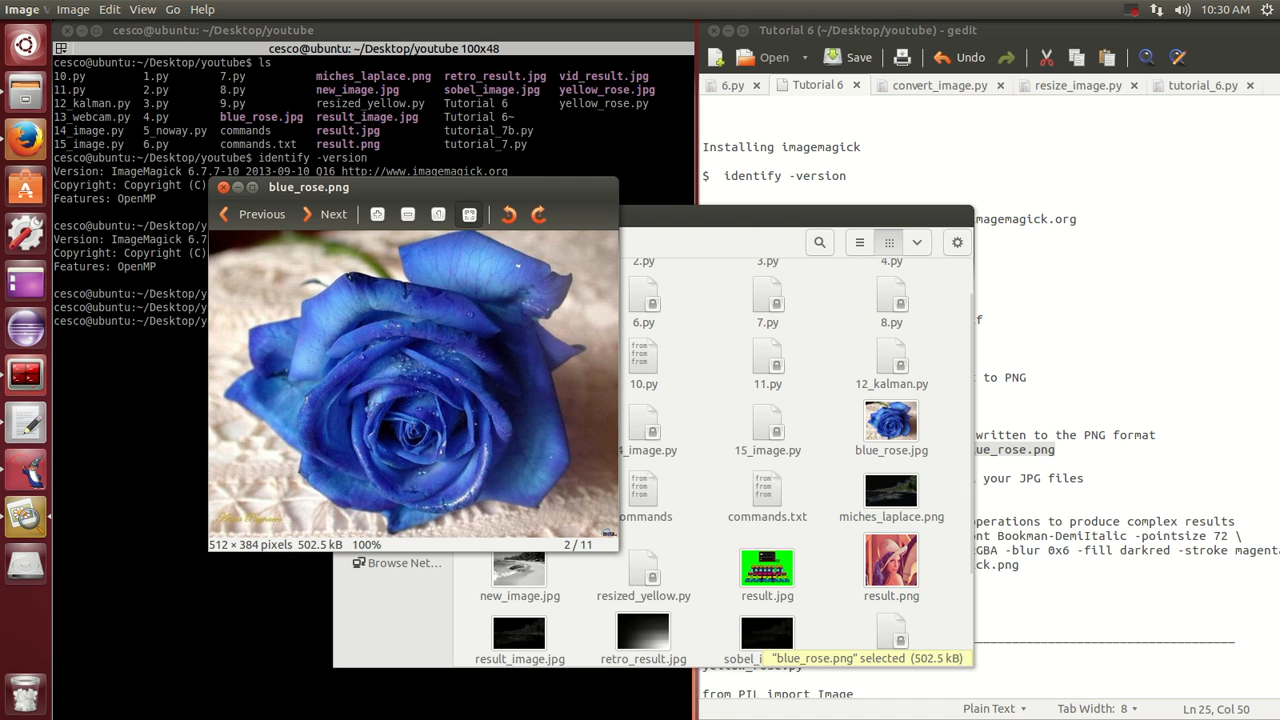 Image Image Edit View Go Help 10:30 AM
cesco@ubuntu: ~/Desktop/youtube
cesco@ubuntu: ~/Desktop/youtube 100x48
cesco@ubuntu:~/Desktop/youtube$ ls
10.py 1.py 7.py miches_laplace.png retro_result.jpg vid_result.jpg
11.py 2.py 8.py new_image.jpg sobel_image.jpg yellow_rose.jpg
12_kalman.py 3.py 9.py resized_yellow.py Tutorial 6 yellow_rose.py
13_webcam.py 4.py blue_rose.jpg result_image.jpg Tutorial 6~
14_image.py 5_noway.py commands result.jpg tutorial_7b.py
15_image.py 6.py commands.txt result.png tutorial_7.py
cesco@ubuntu:~/Desktop/youtube$ identify -version
Version: ImageMagick 6.7.7-10 2013-09-10 Q16 http://www.imagemagick.org
Copyright: Copyright (C)
Features: OpenMP
Version: ImageMagick 6.7
Copyright: Copyright (C)
Features: OpenMP
cesco@ubuntu:~/Desktop/y
cesco@ubuntu:~/Desktop/y
cesco@ubuntu:~/Desktop/y
blue_rose.png
Previous Next
512 × 384 pixels 502.5 kB 100% 2 / 11
2.py 3.py 4.py
6.py 7.py 8.py
from
from
from
10.py 11.py 12_kalman.py
4_image.py 15_image.py blue_rose.jpg
from
from
from
from
from
from
ommands commands.txt miches_laplace.png
Browse Net...
new_image.jpg resized_yellow.py result.jpg result.png
result_image.jpg retro_result.jpg sobel_i
"blue_rose.png" selected (502.5 kB)
Tutorial 6 (~/Desktop/youtube) - gedit
Open Save Undo
6.py Tutorial 6 convert_image.py resize_image.py tutorial_6.py
Installing imagemagick
$ identify -version
magemagick.org
f
t to PNG
written to the PNG format
ue_rose.png
your JPG files
perations to produce complex results
nt Bookman-DemiItalic -pointsize 72 \
GBA -blur 0x6 -fill darkred -stroke magenta
ck.png
yellow_rose.py
from PIL import Image
Plain Text Tab Width: 8 Ln 25, Col 50